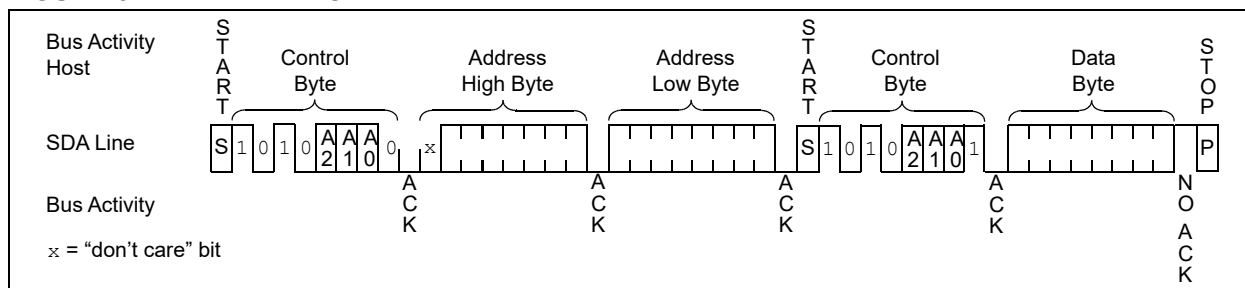 Bus Activity
Host
START
Control
Byte
Address
High Byte
Address
Low Byte
START
Control
Byte
Data
Byte
STOP
SDA Line
S 1 0 1 0 A2 A1 A0 0 x S 1 0 1 0 A2 A1 A0 1 P
Bus Activity
ACK
ACK
ACK
ACK
NO ACK
x = “don’t care” bit